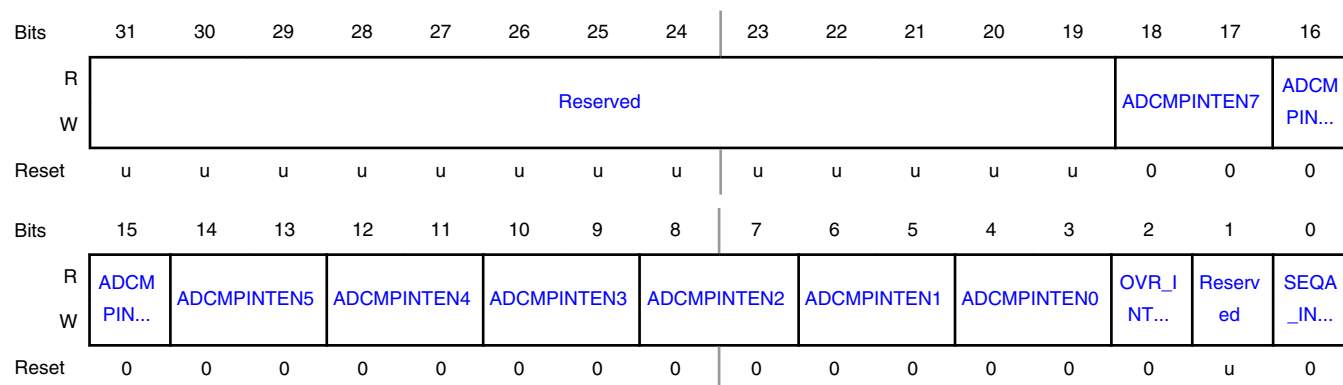 Bits 31 30 29 28 27 26 25 24 23 22 21 20 19 18 17 16
R
W
Reserved ADCMPINTEN7 ADCM
PIN...
Reset u u u u u u u u u u u u u 0 0 0
Bits 15 14 13 12 11 10 9 8 7 6 5 4 3 2 1 0
R
W
ADCM
PIN...
ADCMPINTEN5 ADCMPINTEN4 ADCMPINTEN3 ADCMPINTEN2 ADCMPINTEN1 ADCMPINTEN0
OVR_I
NT...
Reserv
ed
SEQA
_IN...
Reset 0 0 0 0 0 0 0 0 0 0 0 0 0 0 u 0